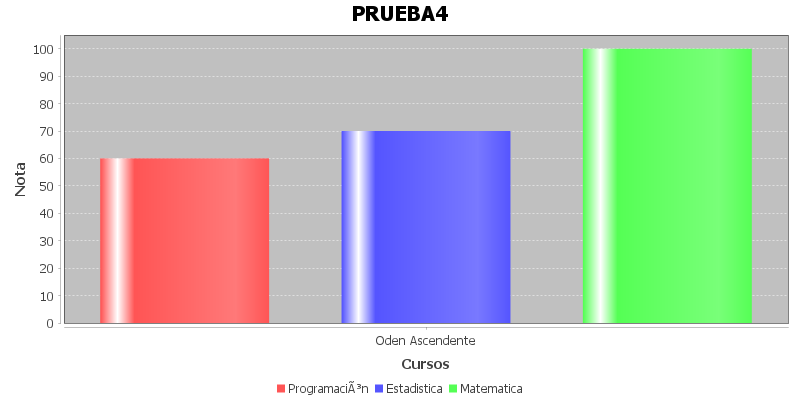 PRUEBA4
Nota
100
90
80
70
60
50
40
30
20
10
0
Oden Ascendente
Cursos
ProgramaciÃ³n Estadistica Matematica